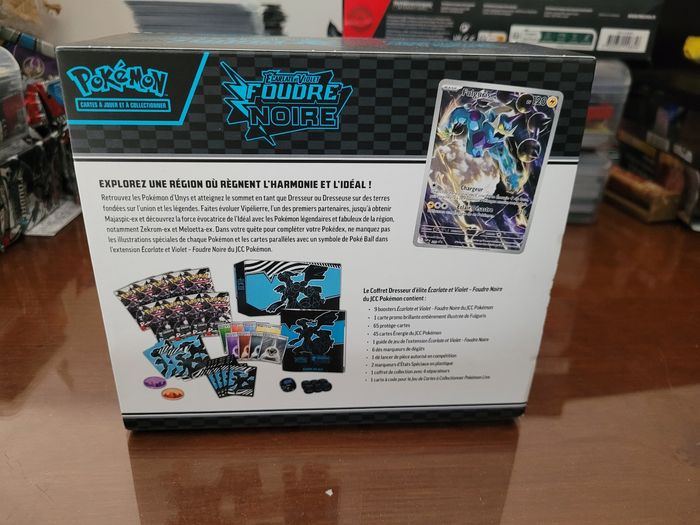 POKÉMON
CARTES À JOUER ET À COLLECTIONNER
ÉCARLATE ET VIOLET
FOUDRE
NOIRE
Fulguris
120
Chargeur
EXPLOREZ UNE RÉGION OÙ RÈGNENT L'HARMONIE ET L'IDÉAL !
Retrouvez les Pokémon d'Unys et atteignez le sommet en tant que Dresseur ou Dresseuse sur des terres
fondées sur l'union et les légendes. Faites évoluer Vipélierre, l'un des premiers partenaires, jusqu'à obtenir
Majaspic-ex et découvrez la force évocatrice de l'Idéal avec les Pokémon légendaires et fabuleux de la région,
notamment Zekrom-ex et Meloetta-ex. Dans votre quête pour compléter votre Pokédex, ne manquez pas
les illustrations spéciales de chaque Pokémon et les cartes parallèles avec un symbole de Poké Ball dans
l'extension Écarlate et Violet – Foudre Noire du JCC Pokémon.
Le Coffret Dresseur d'élite Écarlate et Violet – Foudre Noire
du JCC Pokémon contient :
• 9 boosters Écarlate et Violet – Foudre Noire du JCC Pokémon
• 1 carte promo brillante entièrement illustrée de Fulguris
• 65 protège-cartes
• 45 cartes Énergie du JCC Pokémon
• 1 guide de jeu de l'extension Écarlate et Violet – Foudre Noire
• 6 dés marqueurs de dégâts
• 1 dé lancer de pièce autorisé en compétition
• 2 marqueurs d'États Spéciaux en plastique
• 1 coffret de collection avec 4 séparateurs
• 1 carte à code pour le Jeu de Cartes à Collectionner Pokémon Live